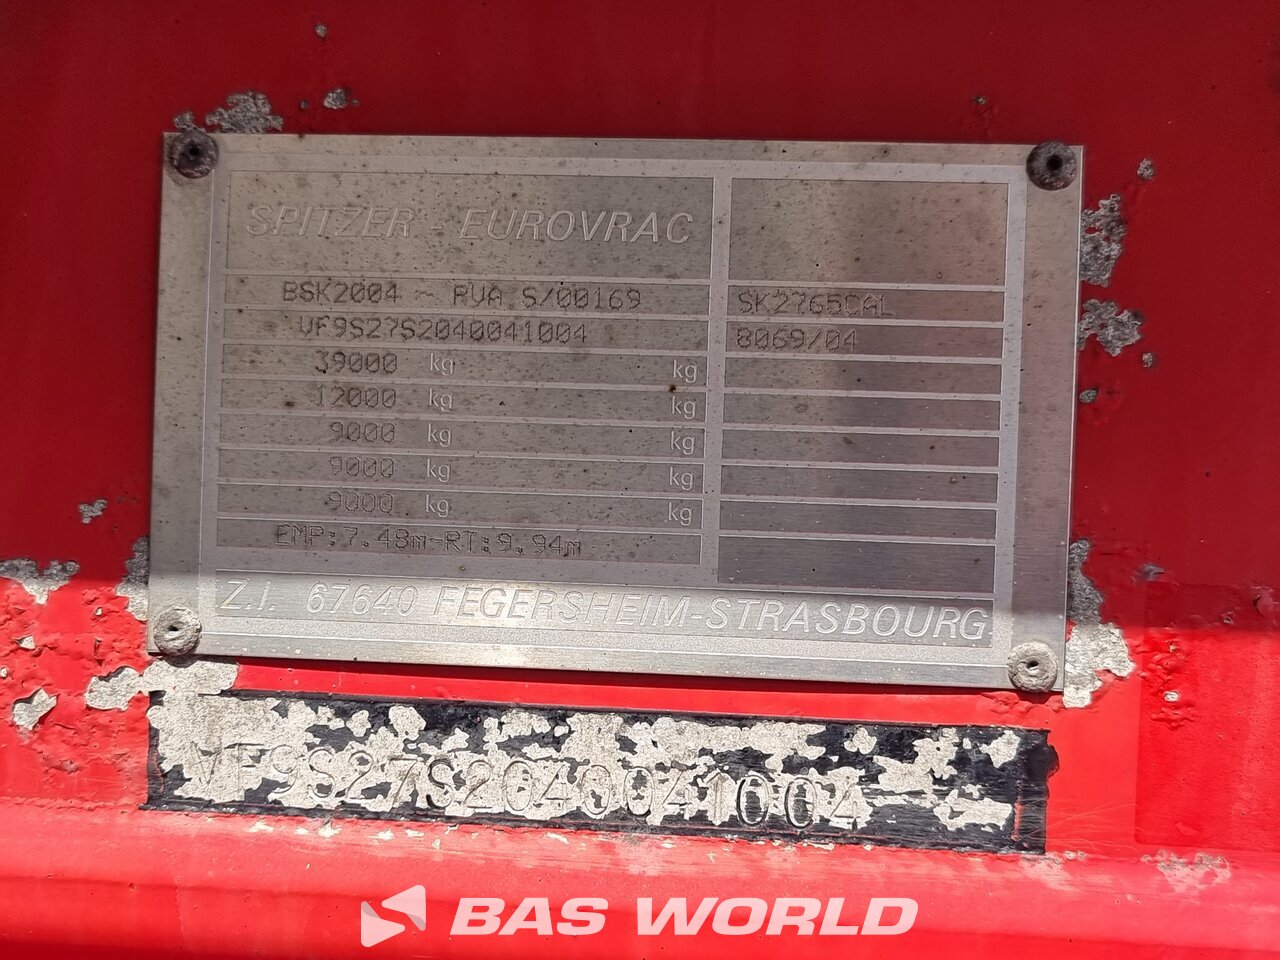 SPITZER - EUROVRAC
BSK2004 - RVA S/00169 SK2765CAL
VF9S27S2040041004 8069/04
39000 kg kg
12000 kg kg
9000 kg kg
9000 kg kg
9000 kg kg
EMP:7.48m-RT:9.94m
Z.I. 67640 FEGERSHEIM-STRASBOURG
VF9S27S2040041004
BAS WORLD